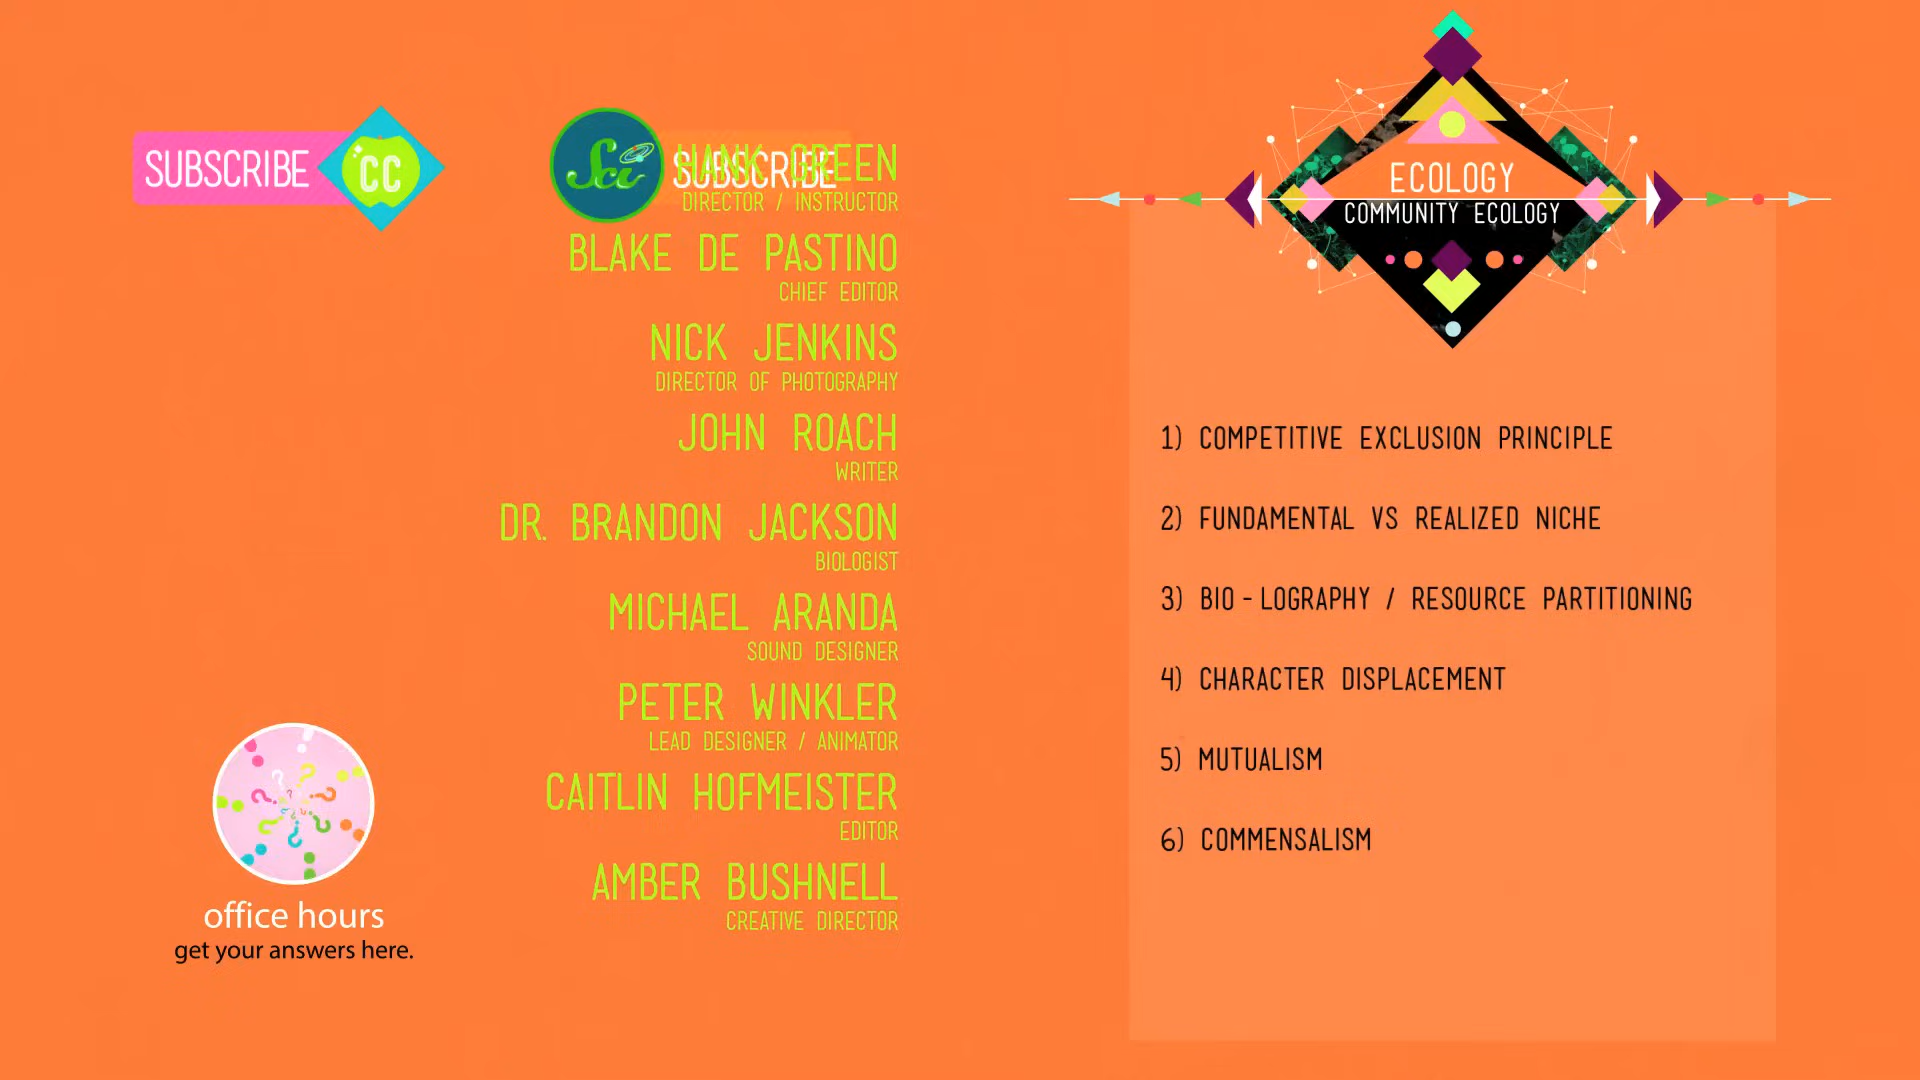 SUBSCRIBE
CC
Sci
SUBSCRIBE
HANK GREEN
DIRECTOR / INSTRUCTOR
BLAKE DE PASTINO
CHIEF EDITOR
NICK JENKINS
DIRECTOR OF PHOTOGRAPHY
JOHN ROACH
WRITER
DR. BRANDON JACKSON
BIOLOGIST
MICHAEL ARANDA
SOUND DESIGNER
PETER WINKLER
LEAD DESIGNER / ANIMATOR
CAITLIN HOFMEISTER
EDITOR
AMBER BUSHNELL
CREATIVE DIRECTOR
office hours
get your answers here.
ECOLOGY
COMMUNITY ECOLOGY
1) COMPETITIVE EXCLUSION PRINCIPLE
2) FUNDAMENTAL VS REALIZED NICHE
3) BIO-LOGRAPHY / RESOURCE PARTITIONING
4) CHARACTER DISPLACEMENT
5) MUTUALISM
6) COMMENSALISM